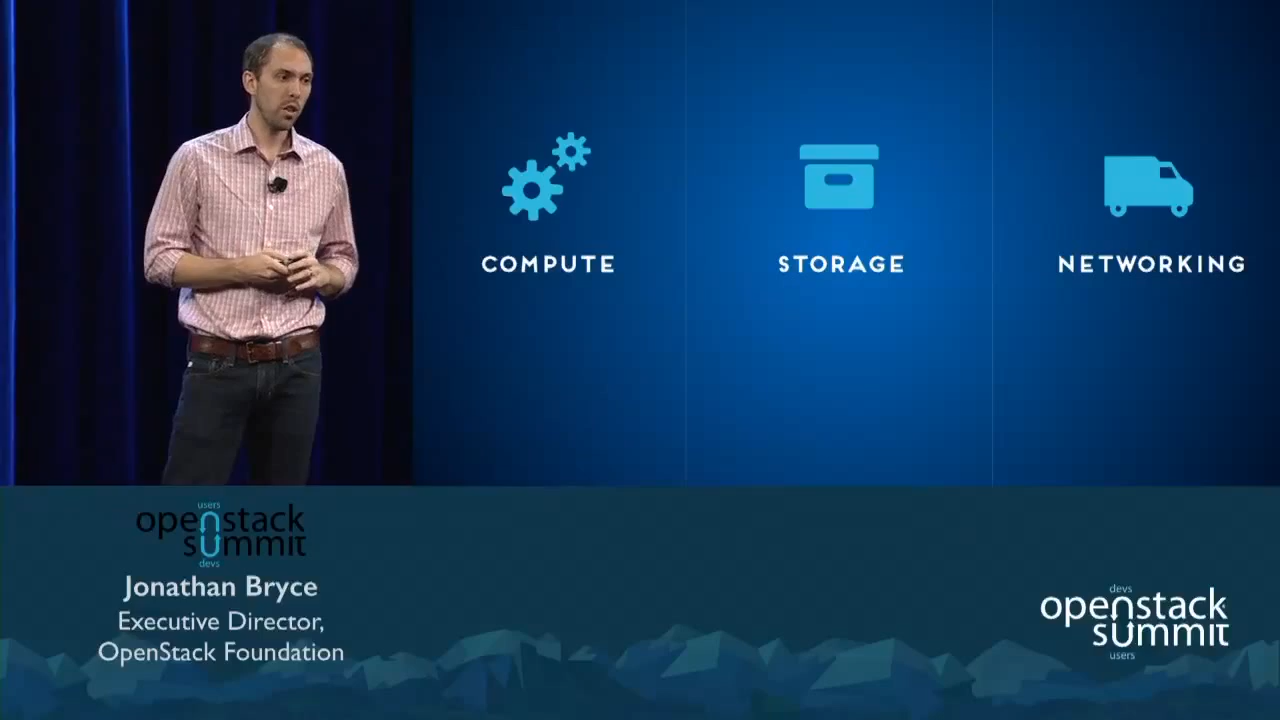 COMPUTE
STORAGE
NETWORKING
users
openstack
summit
devs
Jonathan Bryce
Executive Director,
OpenStack Foundation
devs
openstack
summit
users